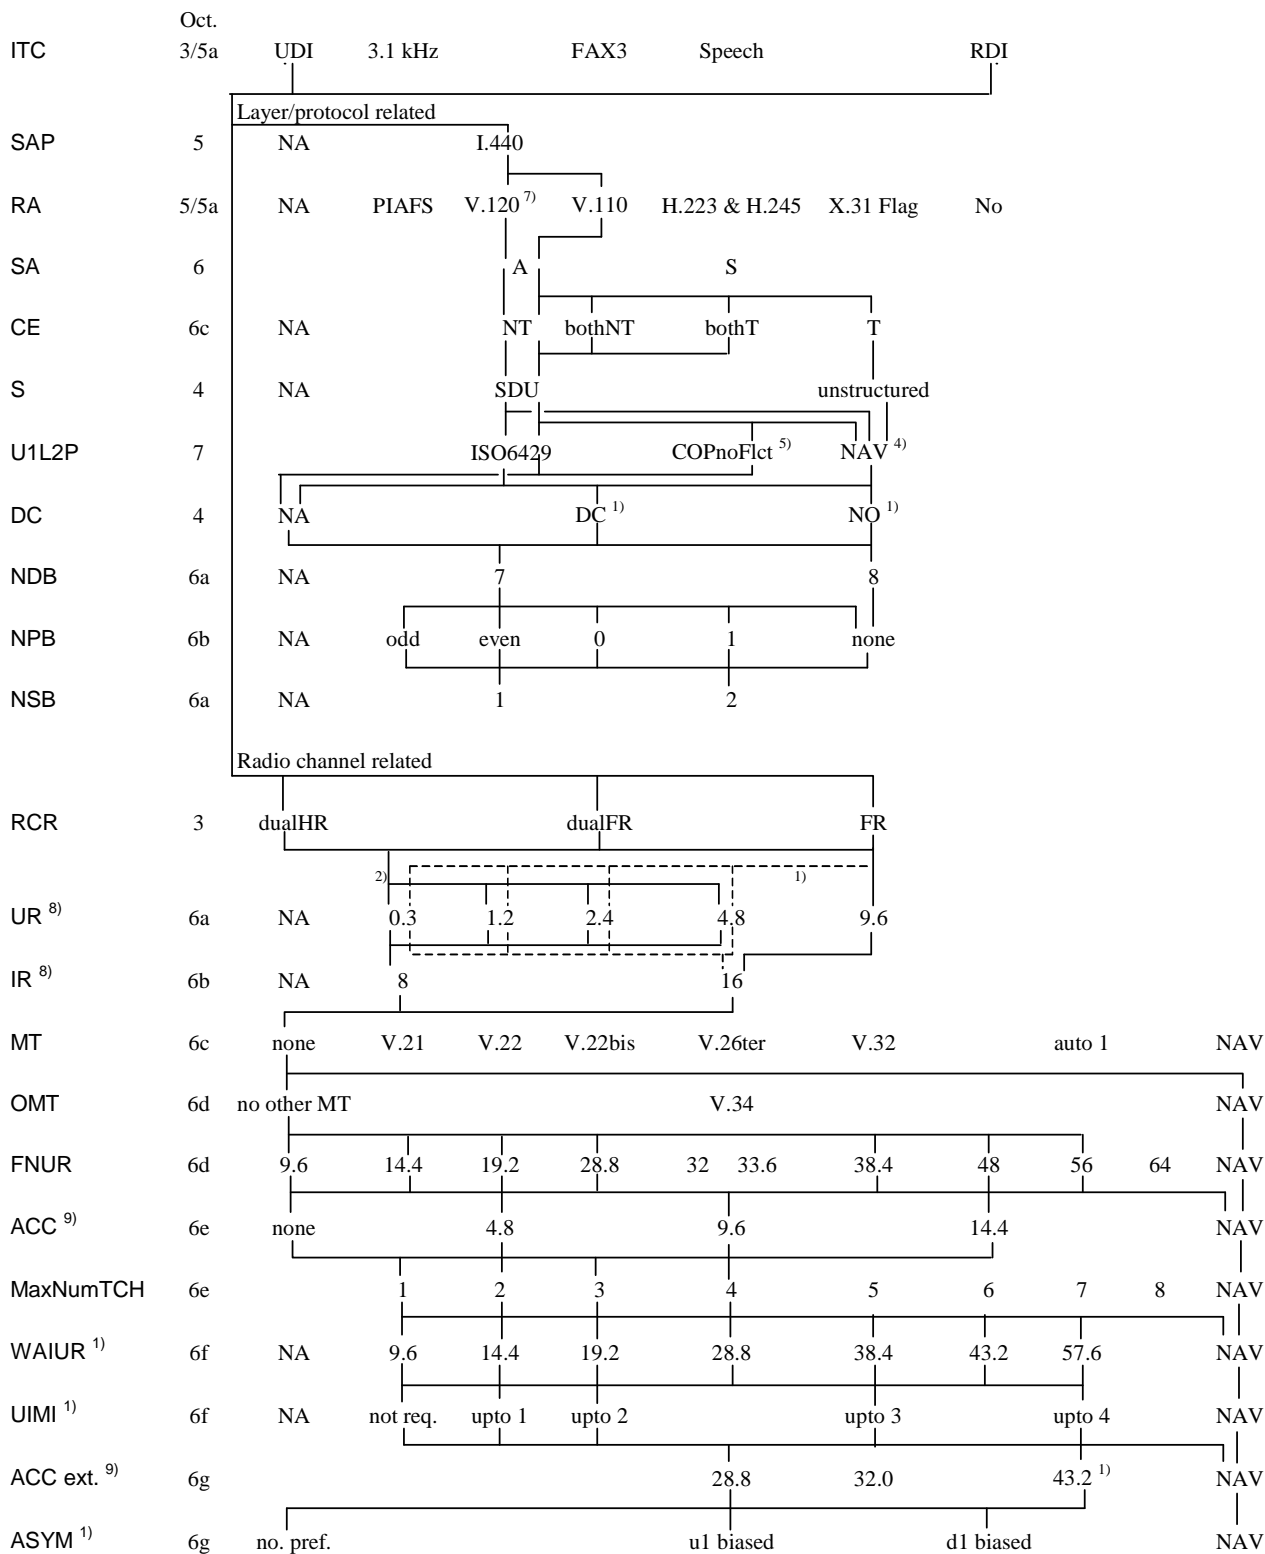 Oct.
ITC 3/5a UDI 3.1 kHz FAX3 Speech RDI
Layer/protocol related
SAP 5 NA I.440
RA 5/5a NA PIAFS V.120 7) V.110 H.223 & H.245 X.31 Flag No
SA 6 A S
CE 6c NA NT bothNT bothT T
S 4 NA SDU unstructured
U1L2P 7 ISO6429 COPnoFlct 5) NAV 4)
DC 4 NA DC 1) NO 1)
NDB 6a NA 7 8
NPB 6b NA odd even 0 1 none
NSB 6a NA 1 2
Radio channel related
RCR 3 dualHR dualFR FR
2) 1)
UR 8) 6a NA 0.3 1.2 2.4 4.8 9.6
IR 8) 6b NA 8 16
MT 6c none V.21 V.22 V.22bis V.26ter V.32 auto 1 NAV
OMT 6d no other MT V.34 NAV
FNUR 6d 9.6 14.4 19.2 28.8 32 33.6 38.4 48 56 64 NAV
ACC 9) 6e none 4.8 9.6 14.4 NAV
MaxNumTCH 6e 1 2 3 4 5 6 7 8 NAV
WAIUR 1) 6f NA 9.6 14.4 19.2 28.8 38.4 43.2 57.6 NAV
UIMI 1) 6f NA not req. upto 1 upto 2 upto 3 upto 4 NAV
ACC ext. 9) 6g 28.8 32.0 43.2 1) NAV
ASYM 1) 6g no. pref. u1 biased d1 biased NAV